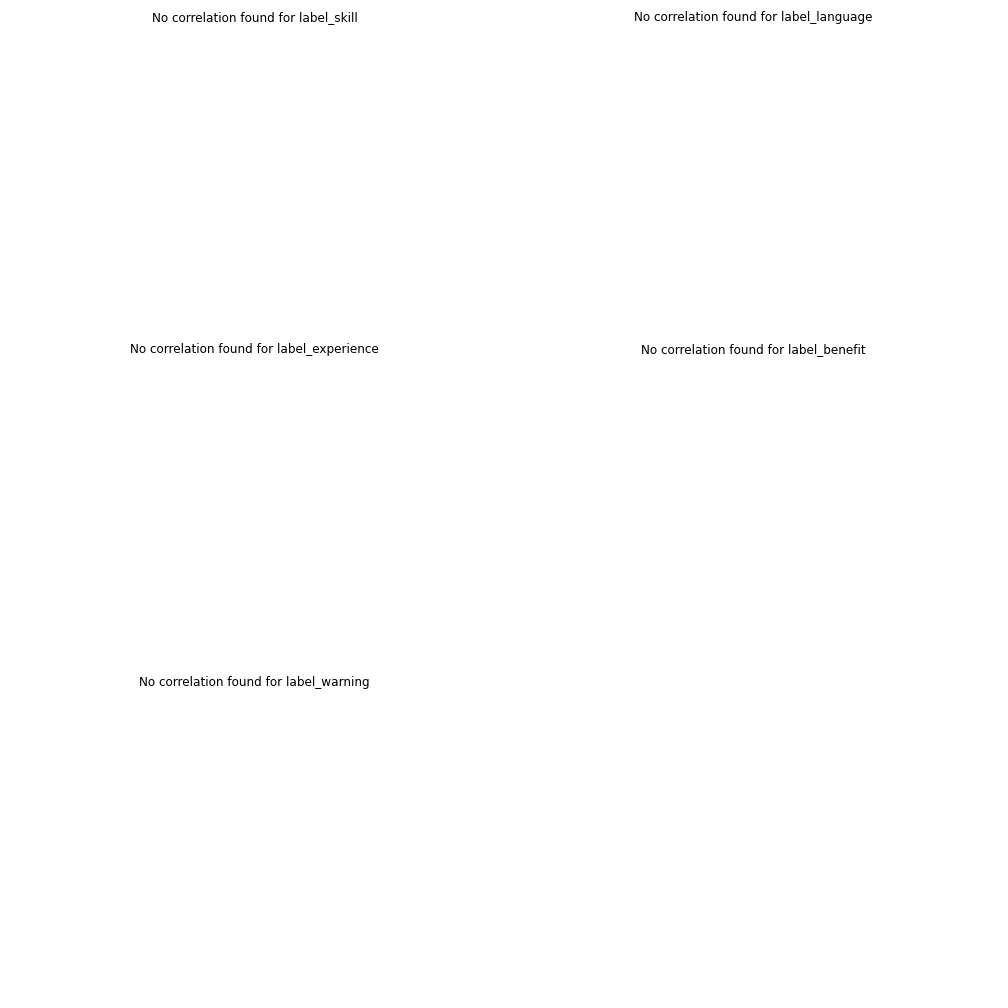 No correlation found for label_skill
No correlation found for label_language
No correlation found for label_experience
No correlation found for label_benefit
No correlation found for label_warning